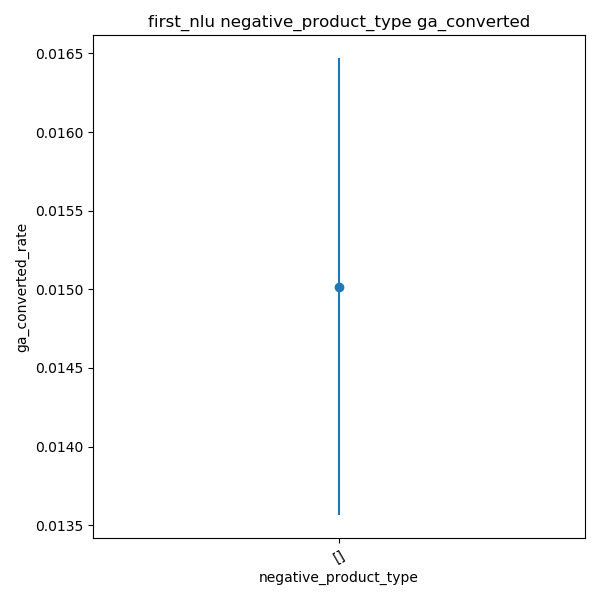 first_nlu negative_product_type ga_converted
0.0165
0.0160
0.0155
0.0150
0.0145
0.0140
0.0135
ga_converted_rate
[]
negative_product_type